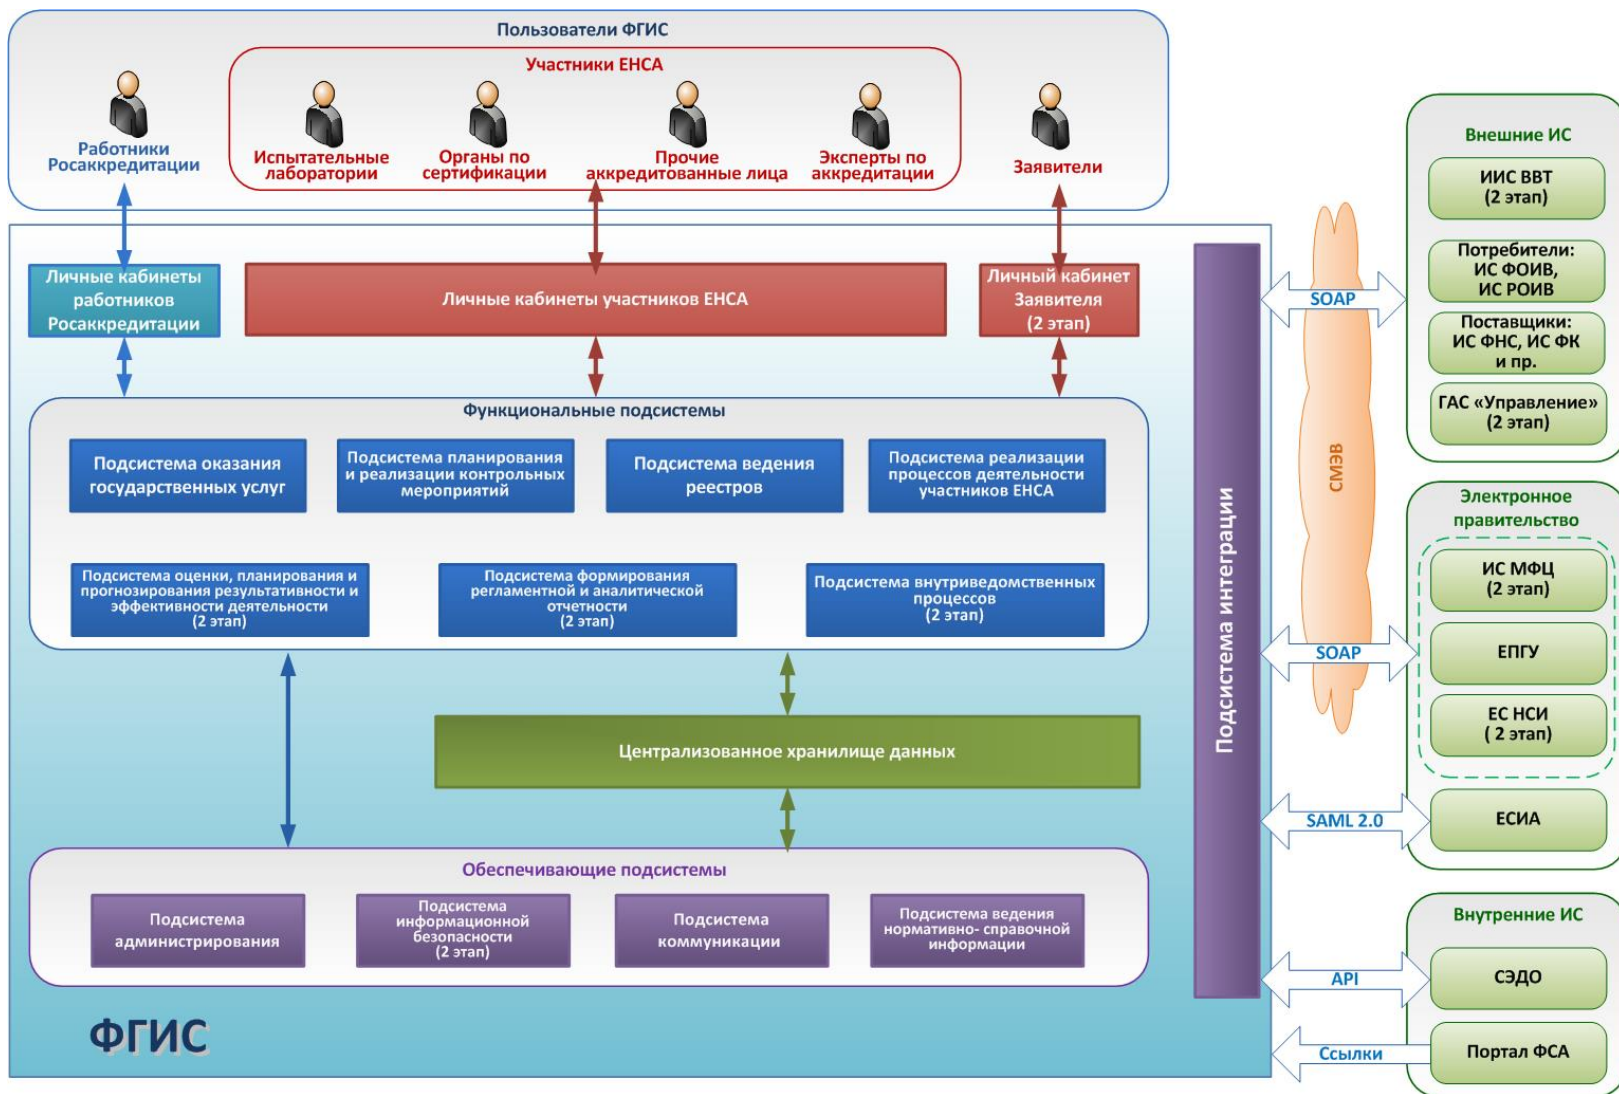 Пользователи ФГИС
Участники ЕНСА
Работники
Росаккредитации
Испытательные
лаборатории
Органы по
сертификации
Прочие
аккредитованные лица
Эксперты по
аккредитации
Заявители
Личные кабинеты
работников
Росаккредитации
Личные кабинеты участников ЕНСА
Личный кабинет
Заявителя
(2 этап)
Функциональные подсистемы
Подсистема оказания
государственных услуг
Подсистема планирования
и реализации контрольных
мероприятий
Подсистема ведения
реестров
Подсистема реализации
процессов деятельности
участников ЕНСА
Подсистема оценки, планирования и
прогнозирования результативности и
эффективности деятельности
(2 этап)
Подсистема формирования
регламентной и аналитической
отчетности
(2 этап)
Подсистема внутриведомственных
процессов
(2 этап)
Централизованное хранилище данных
Обеспечивающие подсистемы
Подсистема
администрирования
Подсистема
информационной
безопасности
(2 этап)
Подсистема
коммуникации
Подсистема ведения
нормативно- справочной
информации
ФГИС
Подсистема интеграции
SOAP
СМЭВ
SOAP
SAML 2.0
API
Ссылки
Внешние ИС
ИИС ВВТ
(2 этап)
Потребители:
ИС ФОИВ,
ИС РОИВ
Поставщики:
ИС ФНС, ИС ФК
и пр.
ГАС «Управление»
(2 этап)
Электронное
правительство
ИС МФЦ
(2 этап)
ЕПГУ
ЕС НСИ
( 2 этап)
ЕСИА
Внутренние ИС
СЭДО
Портал ФСА